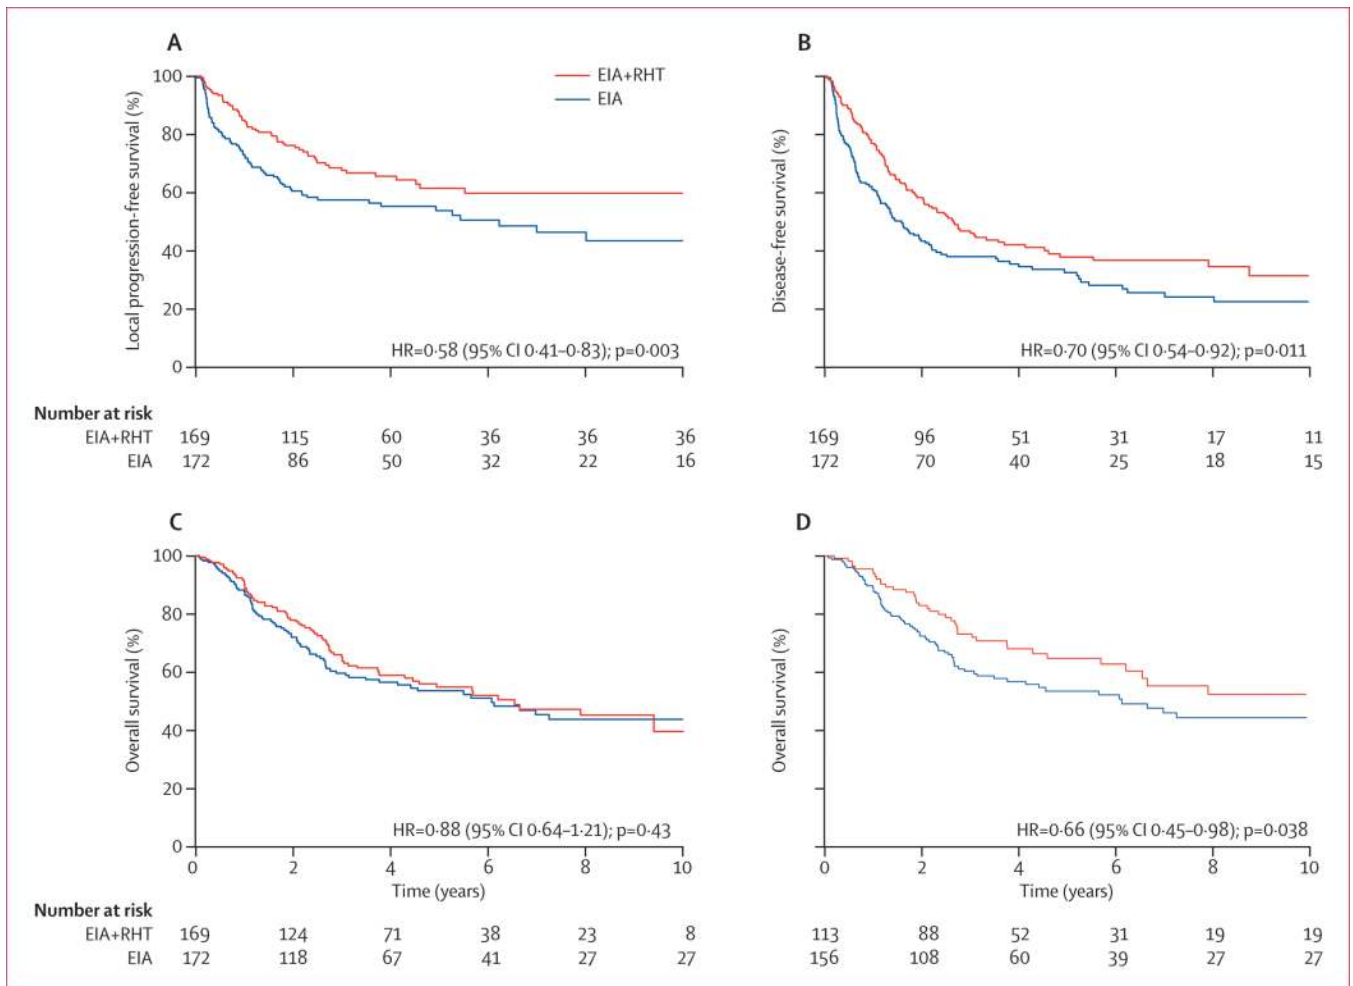 A
B
EIA+RHT
EIA
Local progression-free survival (%)
100
80
60
40
20
0
HR=0·58 (95% CI 0·41–0·83); p=0·003
Disease-free survival (%)
HR=0·70 (95% CI 0·54–0·92); p=0·011
Number at risk
EIA+RHT 169 115 60 36 36 36 169 96 51 31 17 11
EIA 172 86 50 32 22 16 172 70 40 25 18 15
C
D
Overall survival (%)
100
80
60
40
20
0
HR=0·88 (95% CI 0·64–1·21); p=0·43
Overall survival (%)
HR=0·66 (95% CI 0·45–0·98); p=0·038
0 2 4 6 8 10 0 2 4 6 8 10
Time (years) Time (years)
Number at risk
EIA+RHT 169 124 71 38 23 8 113 88 52 31 19 19
EIA 172 118 67 41 27 27 156 108 60 39 27 27